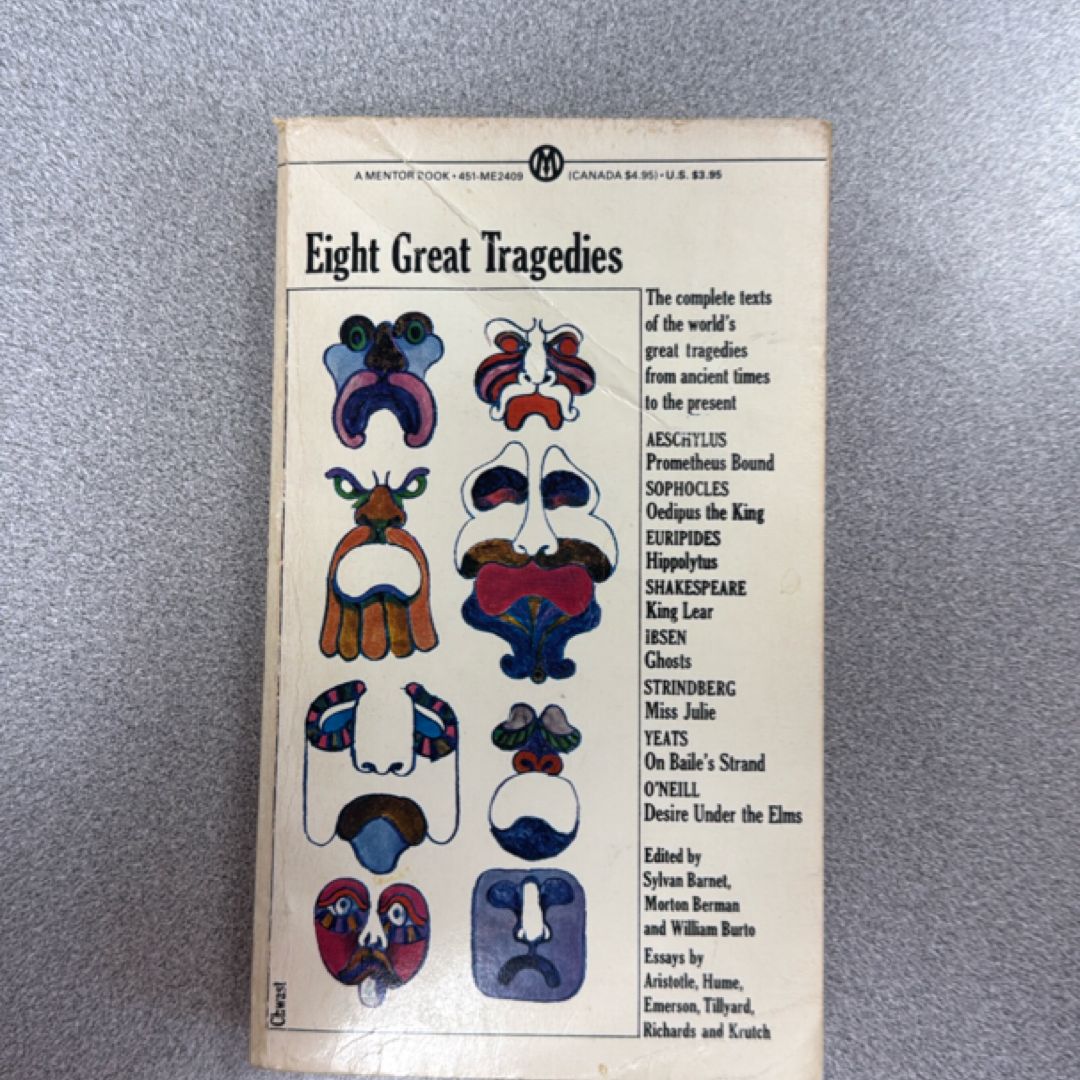 A MENTOR BOOK • 451-ME2409 (CANADA $4.95) • U.S. $3.95
Eight Great Tragedies
The complete texts
of the world's
great tragedies
from ancient times
to the present
AESCHYLUS
Prometheus Bound
SOPHOCLES
Oedipus the King
EURIPIDES
Hippolytus
SHAKESPEARE
King Lear
IBSEN
Ghosts
STRINDBERG
Miss Julie
YEATS
On Baile's Strand
O'NEILL
Desire Under the Elms
Edited by
Sylvan Barnet,
Morton Berman
and William Burto
Essays by
Aristotle, Hume,
Emerson, Tillyard,
Richards and Krutch
Chwast